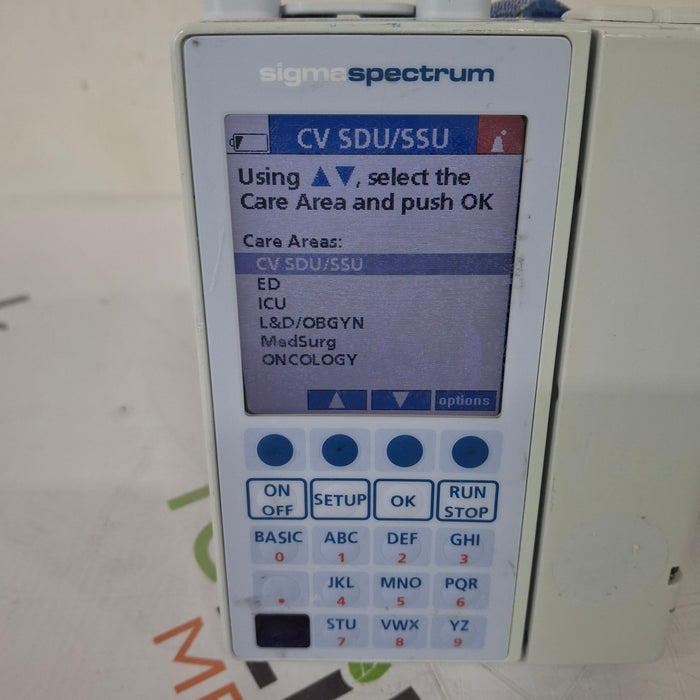 sigmaspectrum
CV SDU/SSU
Using ▲▼, select the
Care Area and push OK
Care Areas:
CV SDU/SSU
ED
ICU
L&D/OBGYN
MedSurg
ONCOLOGY
options
ON OFF
SETUP
OK
RUN STOP
BASIC 0
ABC 1
DEF 2
GHI 3
.
JKL 4
MNO 5
PQR 6
STU 7
VWX 8
YZ 9